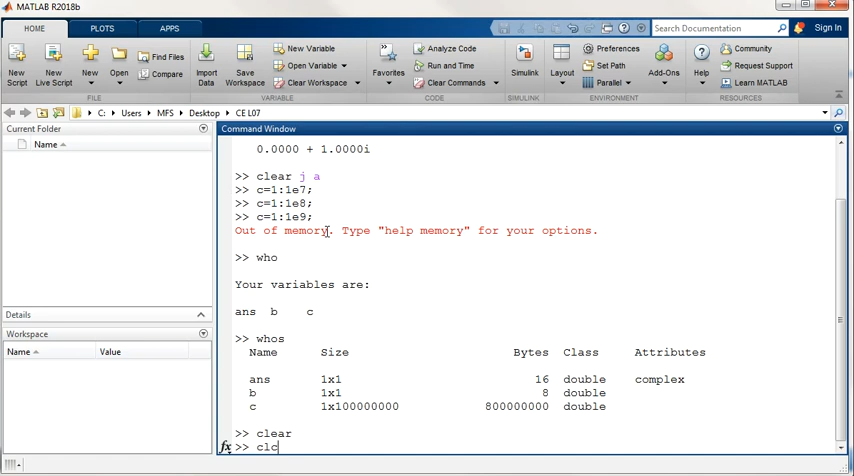 MATLAB R2018b
HOME PLOTS APPS
Search Documentation
Sign In
New Script
New Live Script
New
Open
Find Files
Compare
Import Data
Save Workspace
New Variable
Open Variable
Clear Workspace
Favorites
Analyze Code
Run and Time
Clear Commands
Simulink
Layout
Preferences
Set Path
Parallel
Add-Ons
Help
Community
Request Support
Learn MATLAB
FILE VARIABLE CODE SIMULINK ENVIRONMENT RESOURCES
C: Users MFS Desktop CE L07
Current Folder
Name
Details
Workspace
Name Value
Command Window
0.0000 + 1.0000i
>> clear j a
>> c=1:1e7;
>> c=1:1e8;
>> c=1:1e9;
Out of memory. Type "help memory" for your options.
>> who
Your variables are:
ans b c
>> whos
Name Size Bytes Class Attributes
ans 1x1 16 double complex
b 1x1 8 double
c 1x100000000 800000000 double
>> clear
fx >> clc